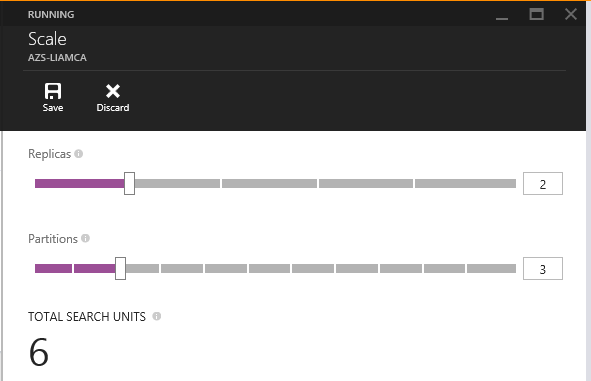 RUNNING
Scale
AZS-LIAMCA
Save Discard
Replicas
2
Partitions
3
TOTAL SEARCH UNITS
6